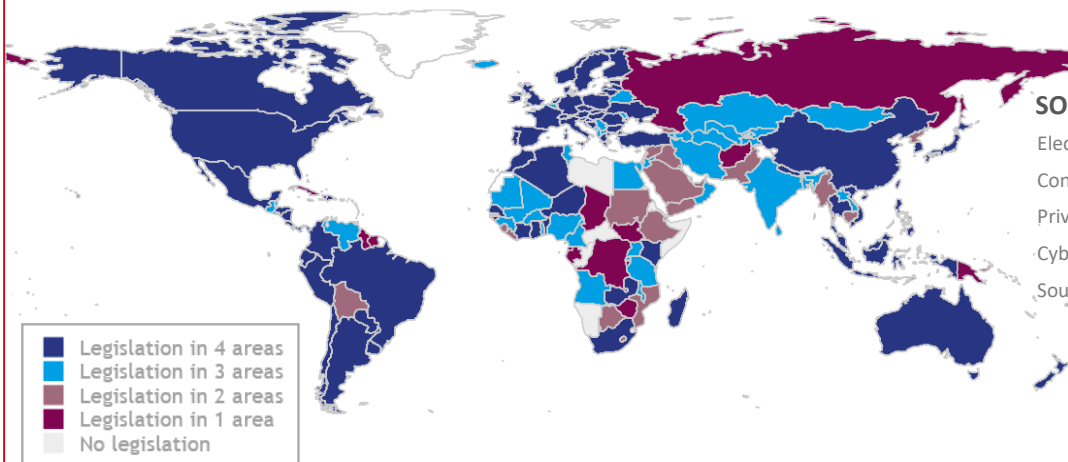 SO
Elec
Con
Priv
Cyb
Sou
Legislation in 4 areas
Legislation in 3 areas
Legislation in 2 areas
Legislation in 1 area
No legislation